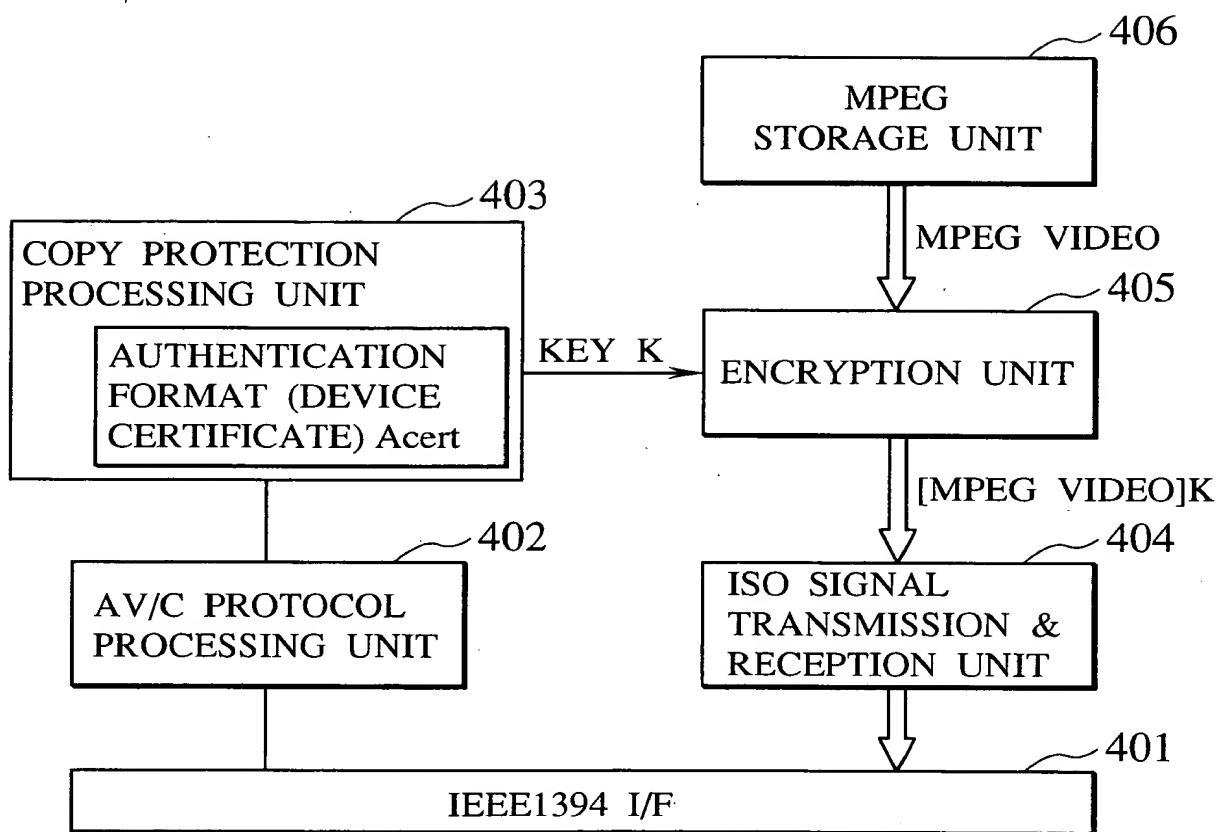 406
MPEG
STORAGE UNIT
403
COPY PROTECTION
PROCESSING UNIT
MPEG VIDEO
405
AUTHENTICATION
FORMAT (DEVICE
CERTIFICATE) Acert
KEY K
ENCRYPTION UNIT
[MPEG VIDEO]K
402
404
AV/C PROTOCOL
PROCESSING UNIT
ISO SIGNAL
TRANSMISSION &
RECEPTION UNIT
401
IEEE1394 I/F